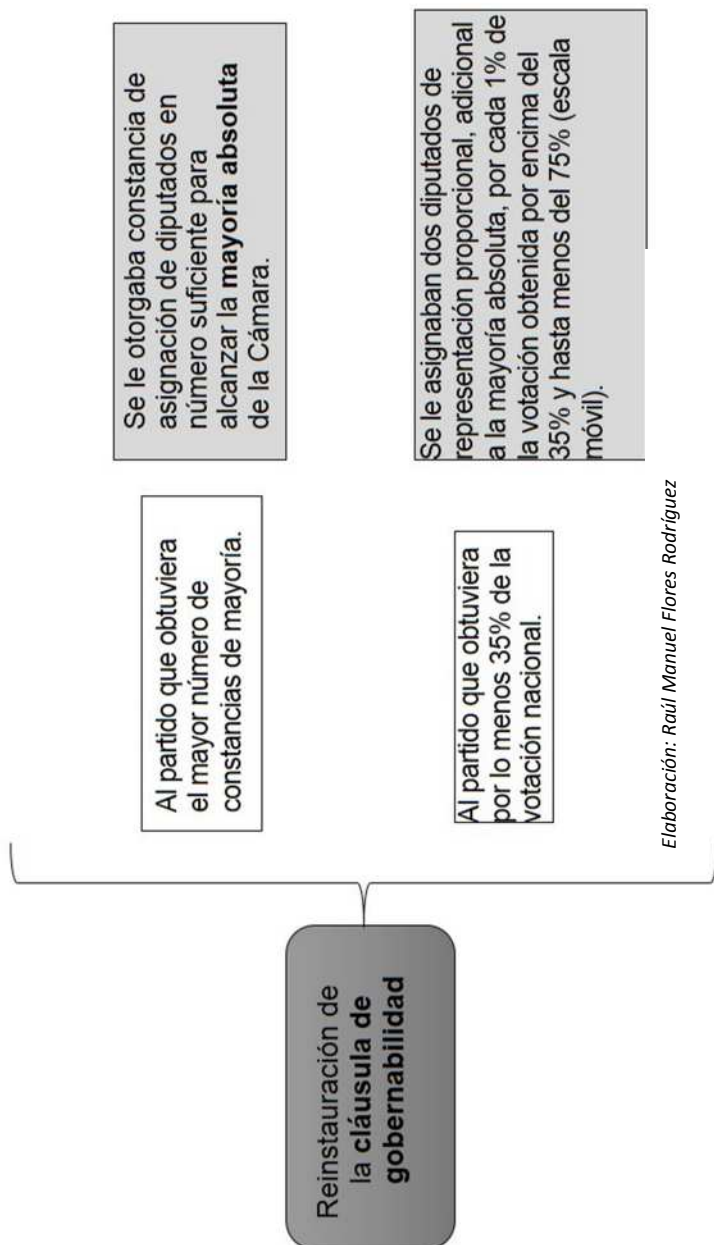 Reinstauración de
la cláusula de
gobernabilidad
Al partido que obtuviera
el mayor número de
constancias de mayoría.
Se le otorgaba constancia de
asignación de diputados en
número suficiente para
alcanzar la mayoría absoluta
de la Cámara.
Al partido que obtuviera
por lo menos 35% de la
votación nacional.
Se le asignaban dos diputados de
representación proporcional, adicional
a la mayoría absoluta, por cada 1% de
la votación obtenida por encima del
35% y hasta menos del 75% (escala
móvil).
Elaboración: Raúl Manuel Flores Rodríguez